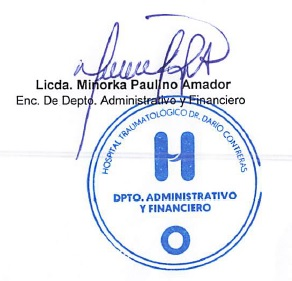 Licda. Minorka Paulino Amador
Enc. De Depto. Administrativo y Financiero
HOSPITAL TRAUMATOLOGICO DR. DARIO CONTRERAS
H
DPTO. ADMINISTRATIVO
Y FINANCIERO